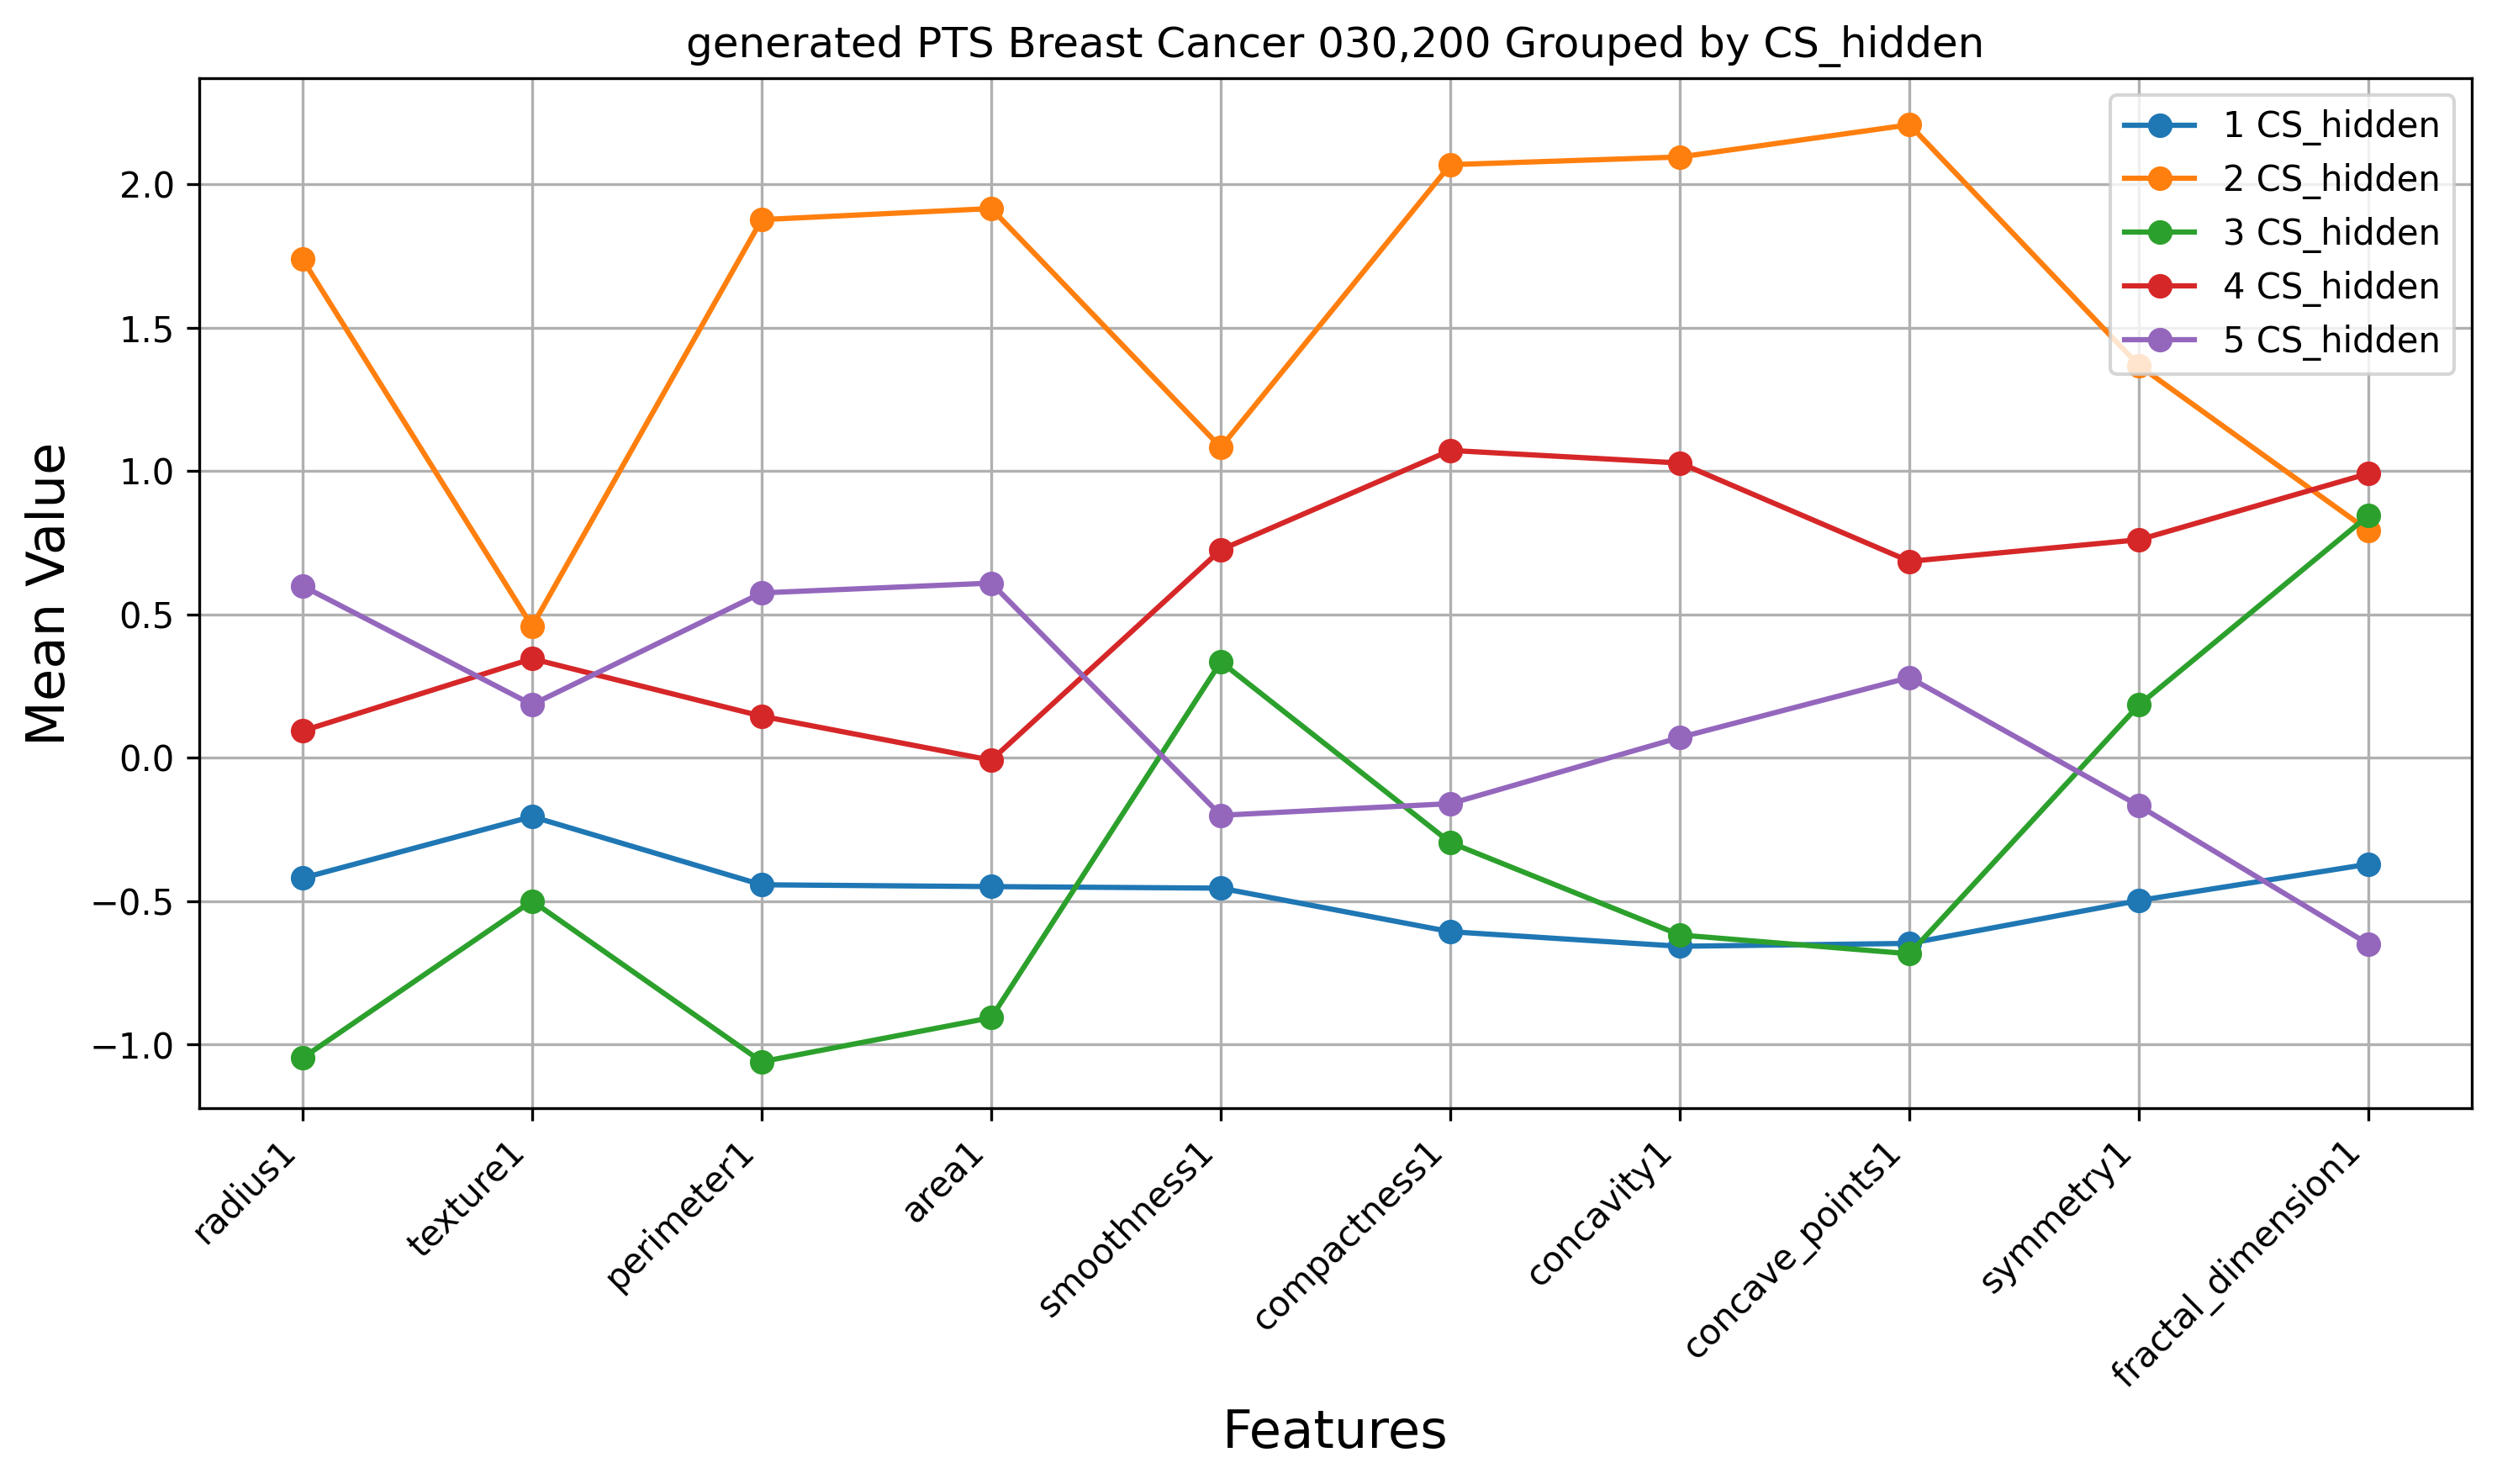 generated PTS Breast Cancer 030,200 Grouped by CS_hidden
1 CS_hidden
2 CS_hidden
3 CS_hidden
4 CS_hidden
5 CS_hidden
Mean Value
2.0
1.5
1.0
0.5
0.0
−0.5
−1.0
radius1
texture1
perimeter1
area1
smoothness1
compactness1
concavity1
concave_points1
symmetry1
fractal_dimension1
Features